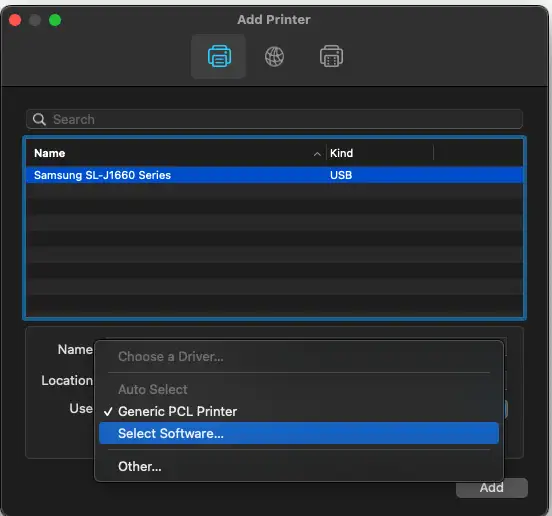 Add Printer
Search
Name Kind
Samsung SL-J1660 Series USB
Name
Choose a Driver...
Location
Auto Select
Use ✓ Generic PCL Printer
Select Software...
Other...
Add